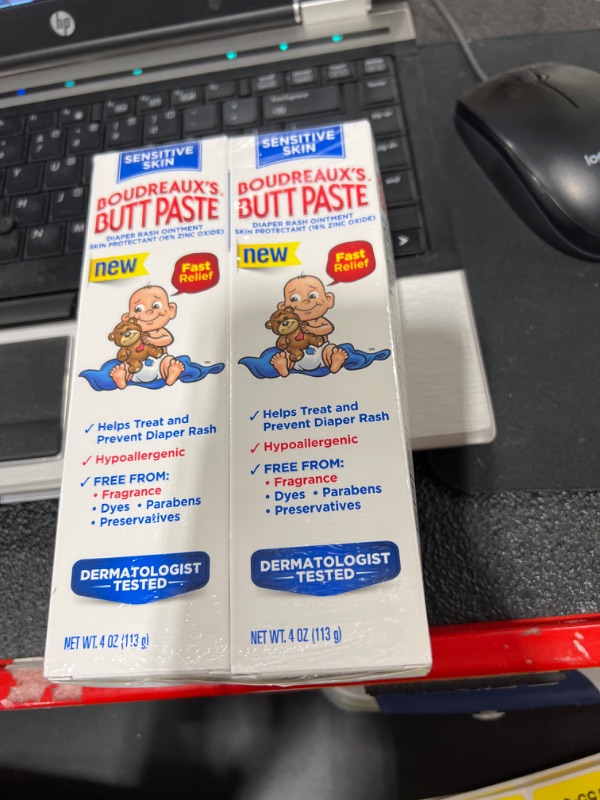 hp
SENSITIVE
SKIN
BOUDREAUX'S
BUTT PASTE
DIAPER RASH OINTMENT
SKIN PROTECTANT (16% ZINC OXIDE)
new
Fast
Relief
TM
✓ Helps Treat and
Prevent Diaper Rash
✓ Hypoallergenic
✓ FREE FROM:
• Fragrance
• Dyes • Parabens
• Preservatives
DERMATOLOGIST
TESTED
NET WT. 4 OZ (113 g)
SENSITIVE
SKIN
BOUDREAUX'S
BUTT PASTE
DIAPER RASH OINTMENT
SKIN PROTECTANT (16% ZINC OXIDE)
new
Fast
Relief
TM
✓ Helps Treat and
Prevent Diaper Rash
✓ Hypoallergenic
✓ FREE FROM:
• Fragrance
• Dyes • Parabens
• Preservatives
DERMATOLOGIST
TESTED
NET WT. 4 OZ (113 g)